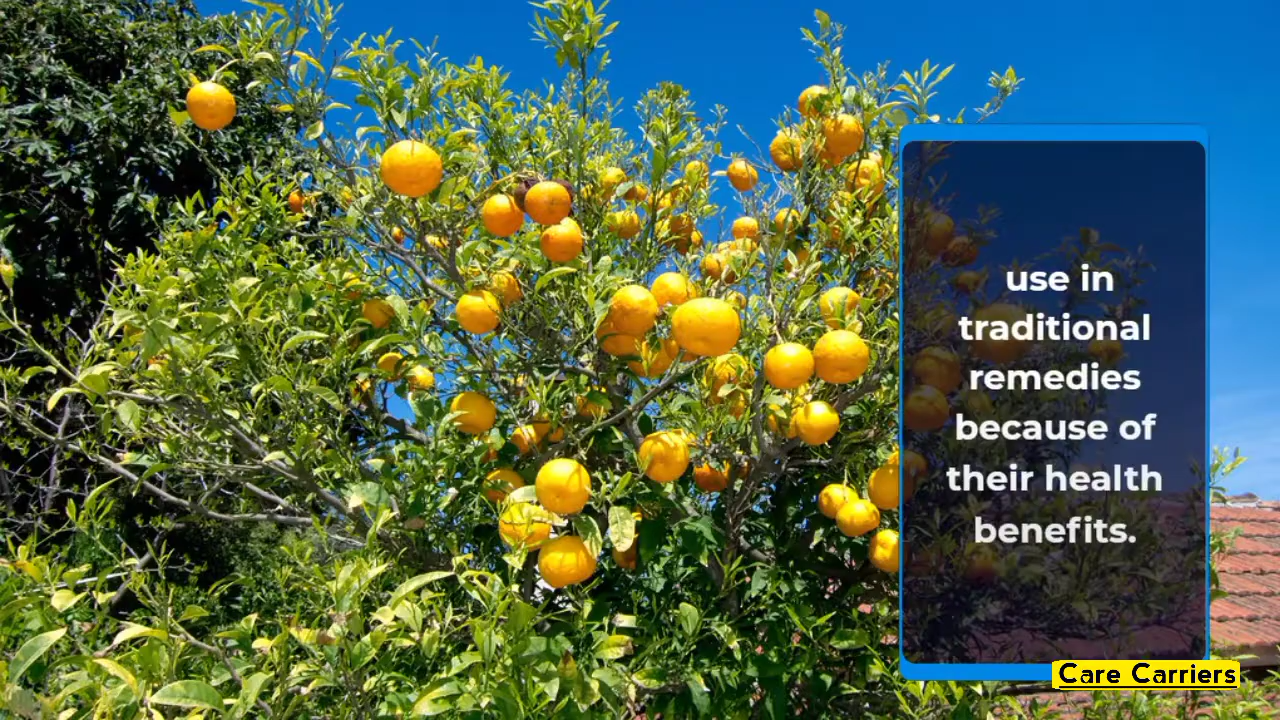 use in
traditional
remedies
because of
their health
benefits.
Care Carriers